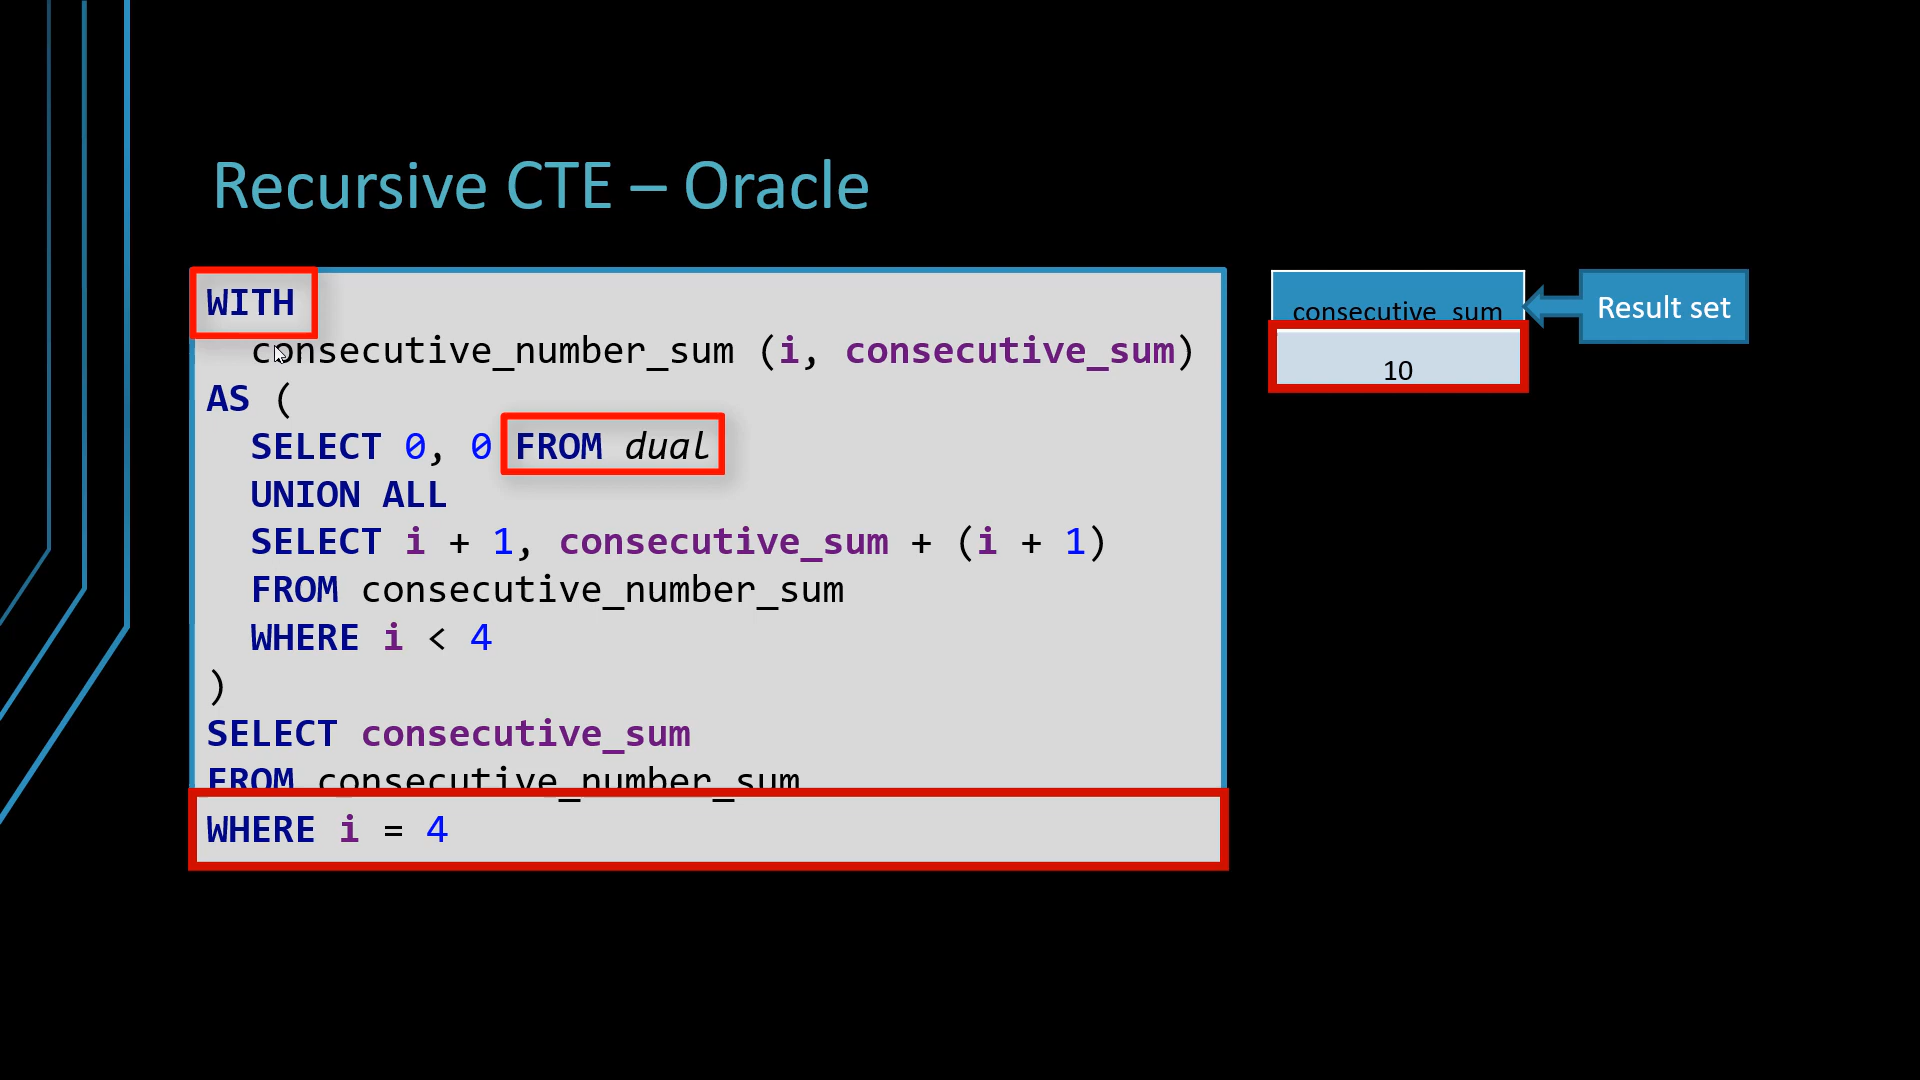 Recursive CTE – Oracle
WITH
  consecutive_number_sum (i, consecutive_sum)
AS (
  SELECT 0, 0 FROM dual
  UNION ALL
  SELECT i + 1, consecutive_sum + (i + 1)
  FROM consecutive_number_sum
  WHERE i < 4
)
SELECT consecutive_sum
FROM consecutive_number_sum
WHERE i = 4
consecutive_sum
10
Result set